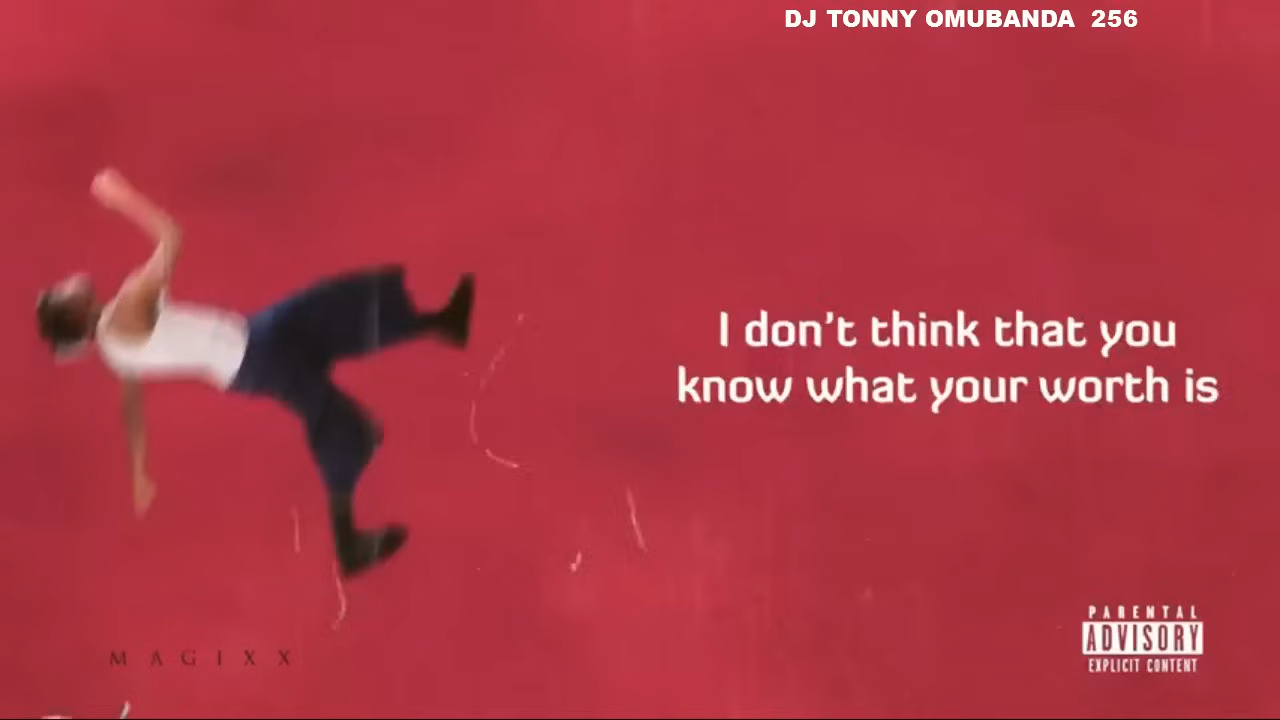 DJ TONNY OMUBANDA 256
I don't think that you
know what your worth is
MAGIXX
PARENTAL
ADVISORY
EXPLICIT CONTENT